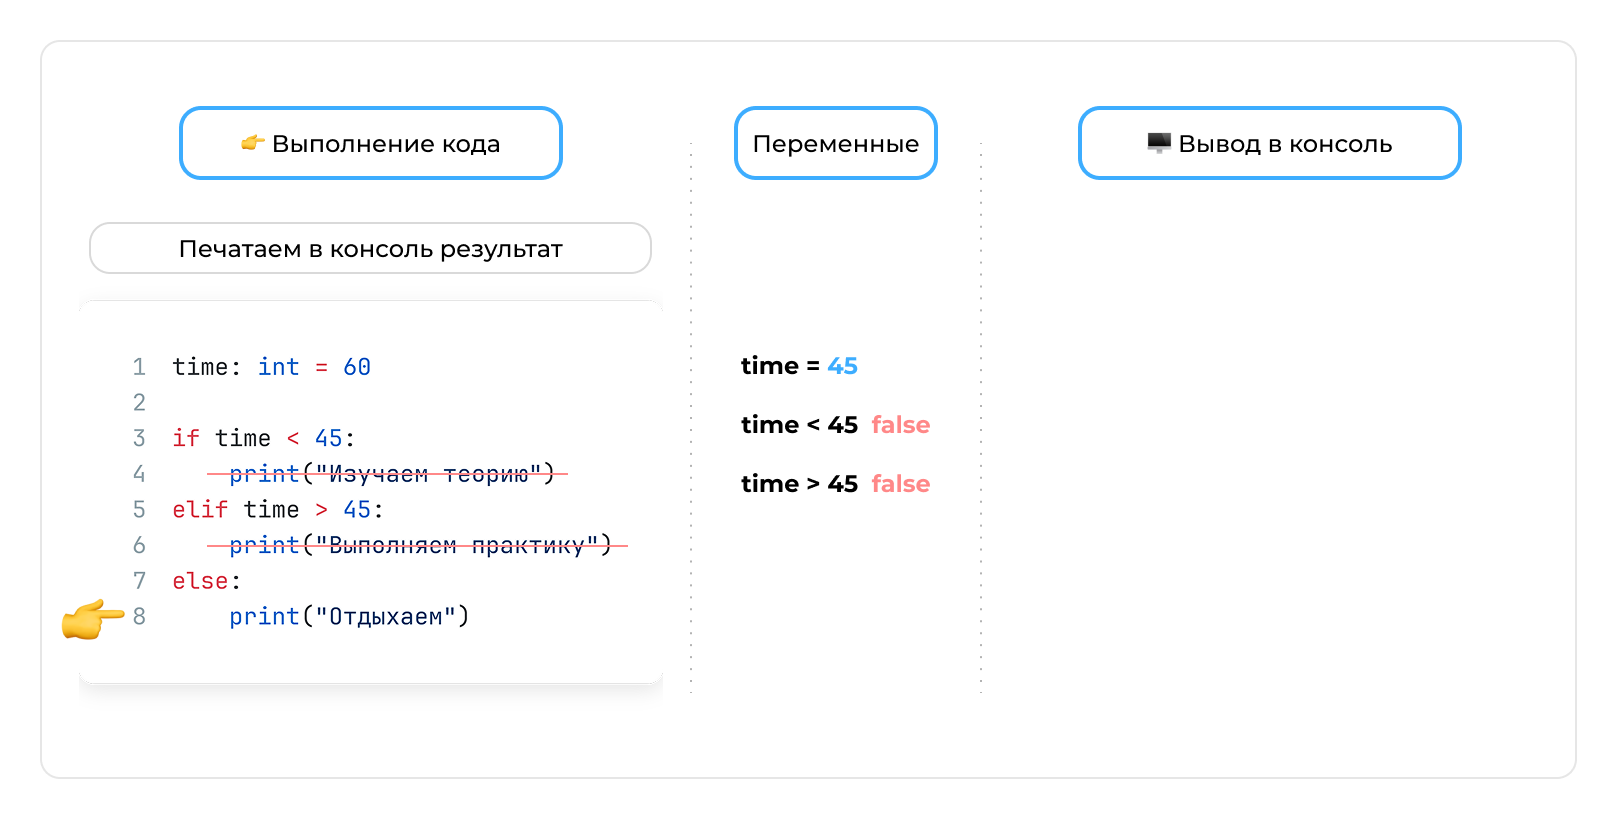 👉 Выполнение кода
Переменные
🖥️ Вывод в консоль
Печатаем в консоль результат
1 time: int = 60
2
3 if time < 45:
4     print("Изучаем теорию")
5 elif time > 45:
6     print("Выполняем практику")
7 else:
8     print("Отдыхаем")
time = 45
time < 45 false
time > 45 false